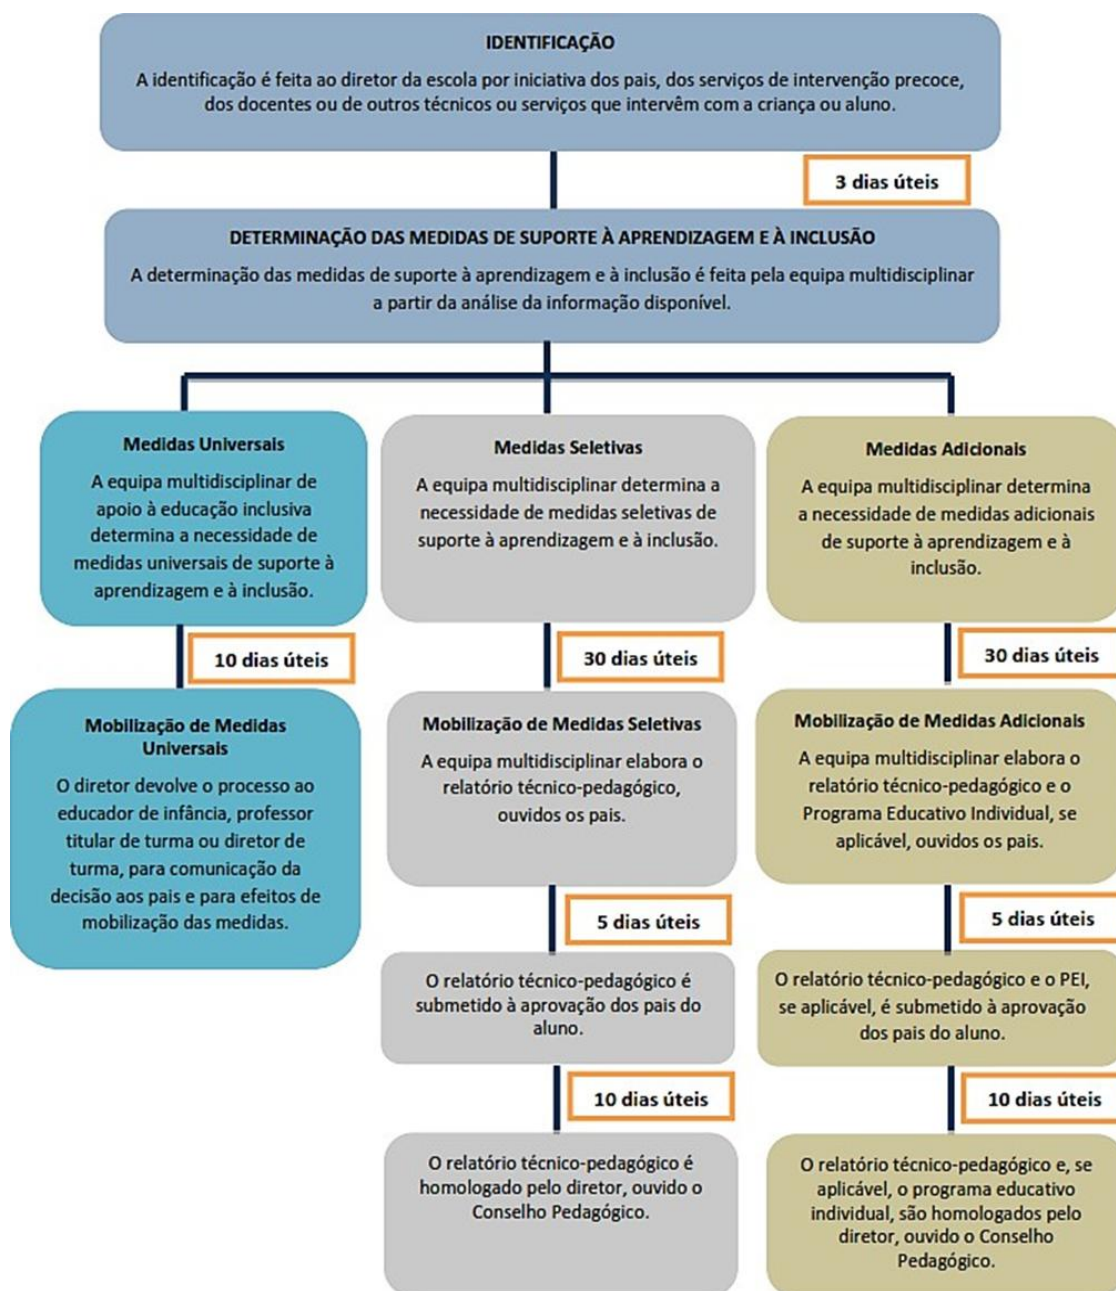 IDENTIFICAÇÃO
A identificação é feita ao diretor da escola por iniciativa dos pais, dos serviços de intervenção precoce,
dos docentes ou de outros técnicos ou serviços que intervêm com a criança ou aluno.
3 dias úteis
DETERMINAÇÃO DAS MEDIDAS DE SUPORTE À APRENDIZAGEM E À INCLUSÃO
A determinação das medidas de suporte à aprendizagem e à inclusão é feita pela equipa multidisciplinar
a partir da análise da informação disponível.
Medidas Universais
A equipa multidisciplinar de
apoio à educação inclusiva
determina a necessidade de
medidas universais de suporte à
aprendizagem e à inclusão.
10 dias úteis
Mobilização de Medidas
Universais
O diretor devolve o processo ao
educador de infância, professor
titular de turma ou diretor de
turma, para comunicação da
decisão aos pais e para efeitos de
mobilização das medidas.
Medidas Seletivas
A equipa multidisciplinar determina a
necessidade de medidas seletivas de
suporte à aprendizagem e à inclusão.
30 dias úteis
Mobilização de Medidas Seletivas
A equipa multidisciplinar elabora o
relatório técnico-pedagógico,
ouvidos os pais.
5 dias úteis
O relatório técnico-pedagógico é
submetido à aprovação dos pais do
aluno.
10 dias úteis
O relatório técnico-pedagógico é
homologado pelo diretor, ouvido o
Conselho Pedagógico.
Medidas Adicionais
A equipa multidisciplinar determina
a necessidade de medidas adicionais
de suporte à aprendizagem e à
inclusão.
30 dias úteis
Mobilização de Medidas Adicionais
A equipa multidisciplinar elabora o
relatório técnico-pedagógico e o
Programa Educativo Individual, se
aplicável, ouvidos os pais.
5 dias úteis
O relatório técnico-pedagógico e o PEI,
se aplicável, é submetido à aprovação
dos pais do aluno.
10 dias úteis
O relatório técnico-pedagógico e, se
aplicável, o programa educativo
individual, são homologados pelo
diretor, ouvido o Conselho
Pedagógico.